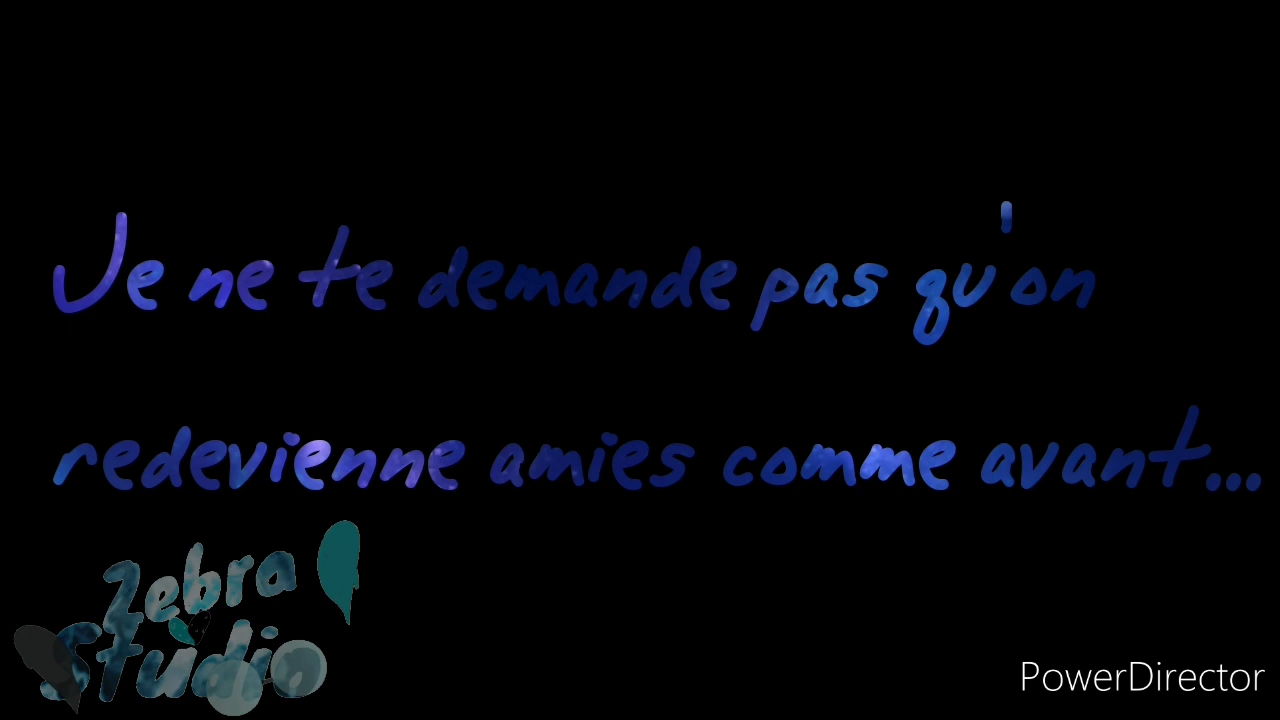 Je ne te demande pas qu'on
redevienne amies comme avant...
Zebra
Studio
PowerDirector